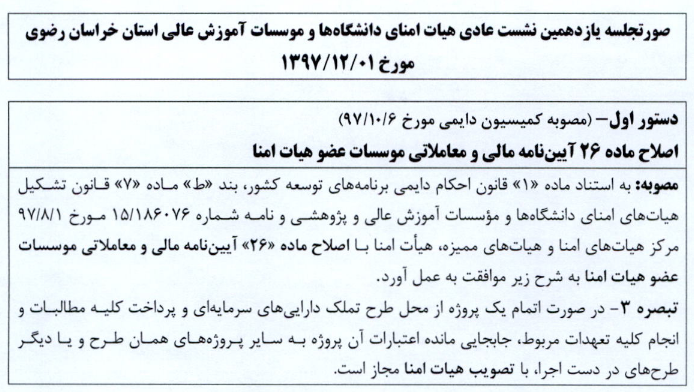 صورتجلسه یازدهمین نشست عادی هیات امنای دانشگاه‌ها و موسسات آموزش عالی استان خراسان رضوی
مورخ ۱۳۹۷/۱۲/۰۱
دستور اول– (مصوبه کمیسیون دایمی مورخ ۹۷/۱۰/۶)
اصلاح ماده ۲۶ آیین‌نامه مالی و معاملاتی موسسات عضو هیات امنا
مصوبه: به استناد ماده «۱» قانون احکام دایمی برنامه‌های توسعه کشور، بند «ط» ماده «۷» قانون تشکیل
هیات‌های امنای دانشگاه‌ها و مؤسسات آموزش عالی و پژوهشی و نامه شماره ۱۵/۱۸۶۰۷۶ مورخ ۹۷/۸/۱
مرکز هیات‌های امنا و هیات‌های ممیزه، هیأت امنا با اصلاح ماده «۲۶» آیین‌نامه مالی و معاملاتی موسسات
عضو هیات امنا به شرح زیر موافقت به عمل آورد.
تبصره ۳– در صورت اتمام یک پروژه از محل طرح تملک دارایی‌های سرمایه‌ای و پرداخت کلیه مطالبات و
انجام کلیه تعهدات مربوط، جابجایی مانده اعتبارات آن پروژه به سایر پروژه‌های همان طرح و یا دیگر
طرح‌های در دست اجرا، با تصویب هیات امنا مجاز است.